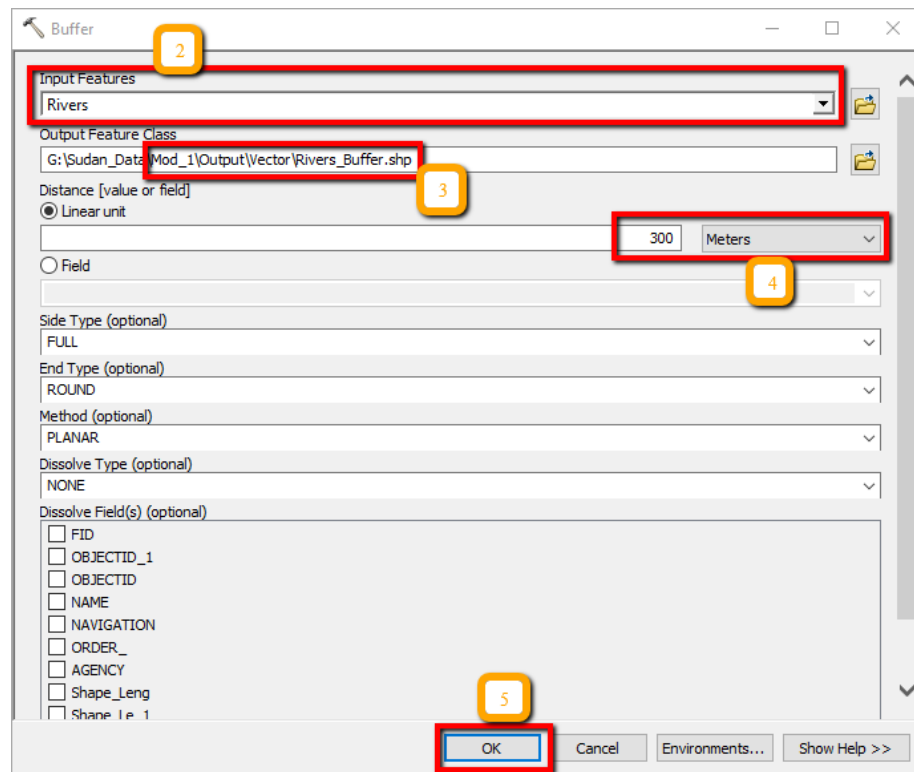 Buffer
2
Input Features
Rivers
Output Feature Class
G:\Sudan_Data\Mod_1\Output\Vector\Rivers_Buffer.shp
3
Distance [value or field]
Linear unit
300 Meters
4
Field
Side Type (optional)
FULL
End Type (optional)
ROUND
Method (optional)
PLANAR
Dissolve Type (optional)
NONE
Dissolve Field(s) (optional)
FID
OBJECTID_1
OBJECTID
NAME
NAVIGATION
ORDER_
AGENCY
Shape_Leng
Shape_Le_1
5
OK Cancel Environments... Show Help >>